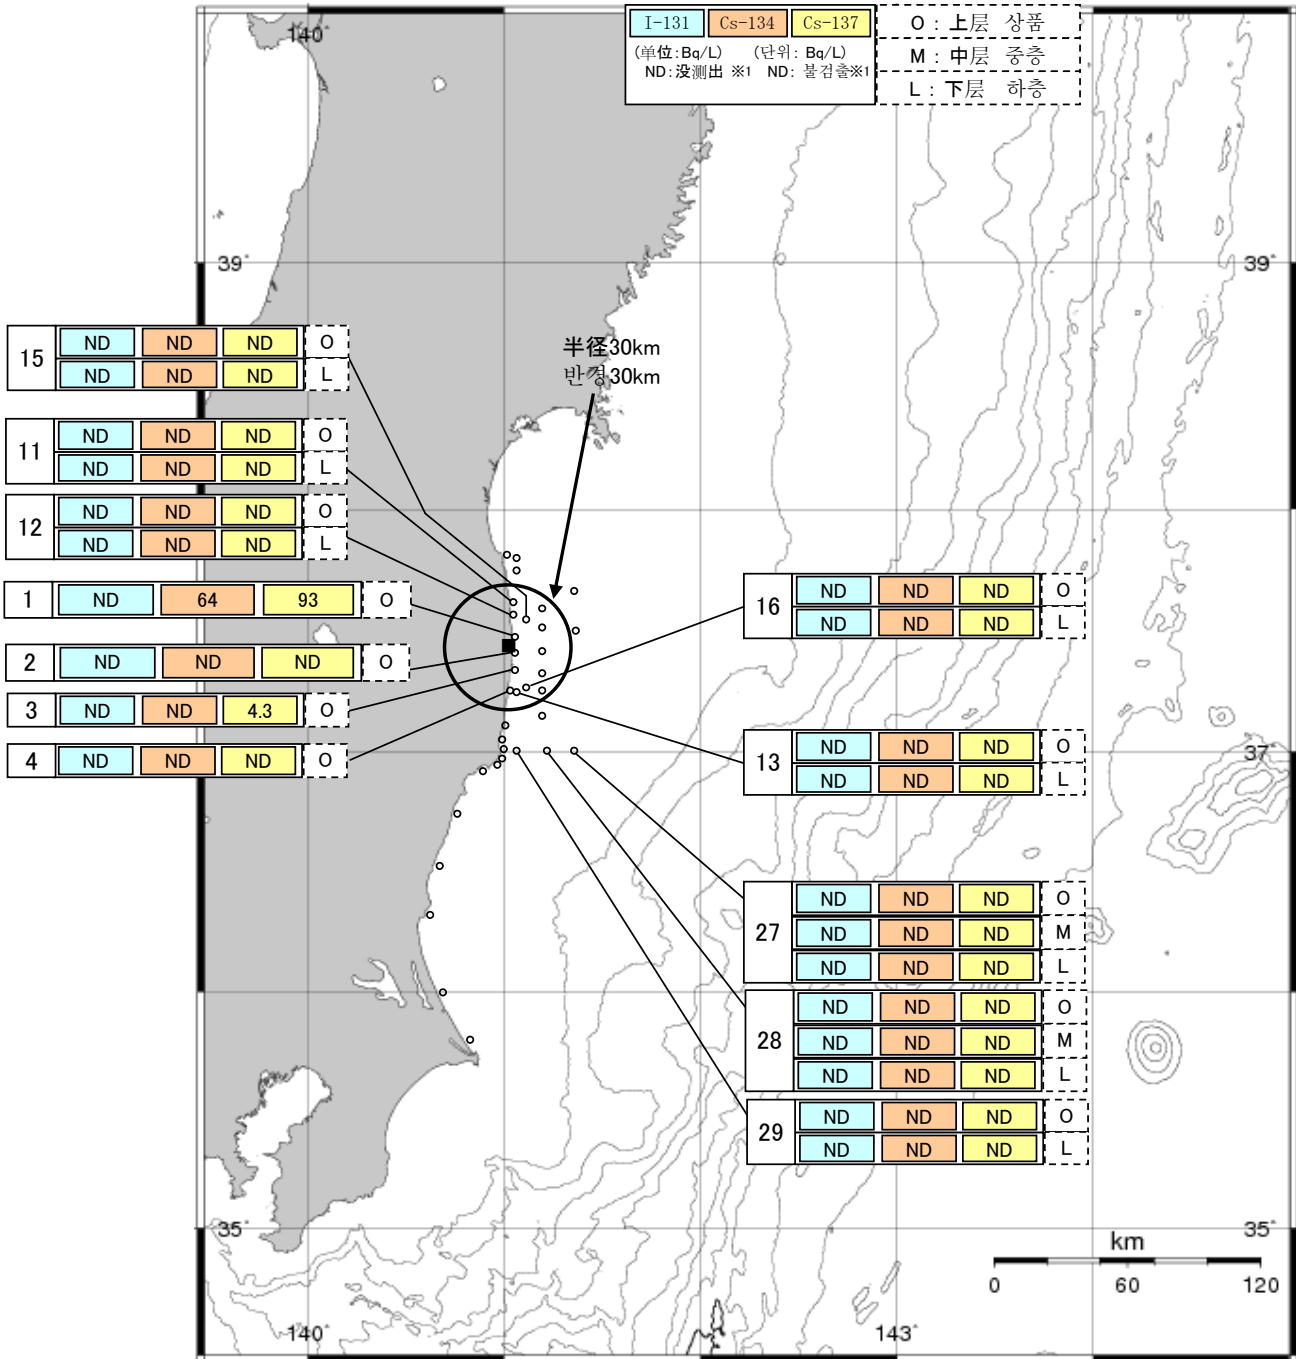 I-131 Cs-134 Cs-137
(単位:Bq/L) (단위: Bq/L)
ND:没測出 ※1 ND: 불검출※1
O : 上层 상품
M : 中层 중층
L : 下层 하층
140°
39° 39°
半径30km
반경30km
15 ND ND ND O
ND ND ND L
11 ND ND ND O
ND ND ND L
12 ND ND ND O
ND ND ND L
1 ND 64 93 O
2 ND ND ND O
3 ND ND 4.3 O
4 ND ND ND O
16 ND ND ND O
ND ND ND L
13 ND ND ND O
ND ND ND L
37°
27 ND ND ND O
ND ND ND M
ND ND ND L
28 ND ND ND O
ND ND ND M
ND ND ND L
29 ND ND ND O
ND ND ND L
35° 35°
km
0 60 120
140° 143°